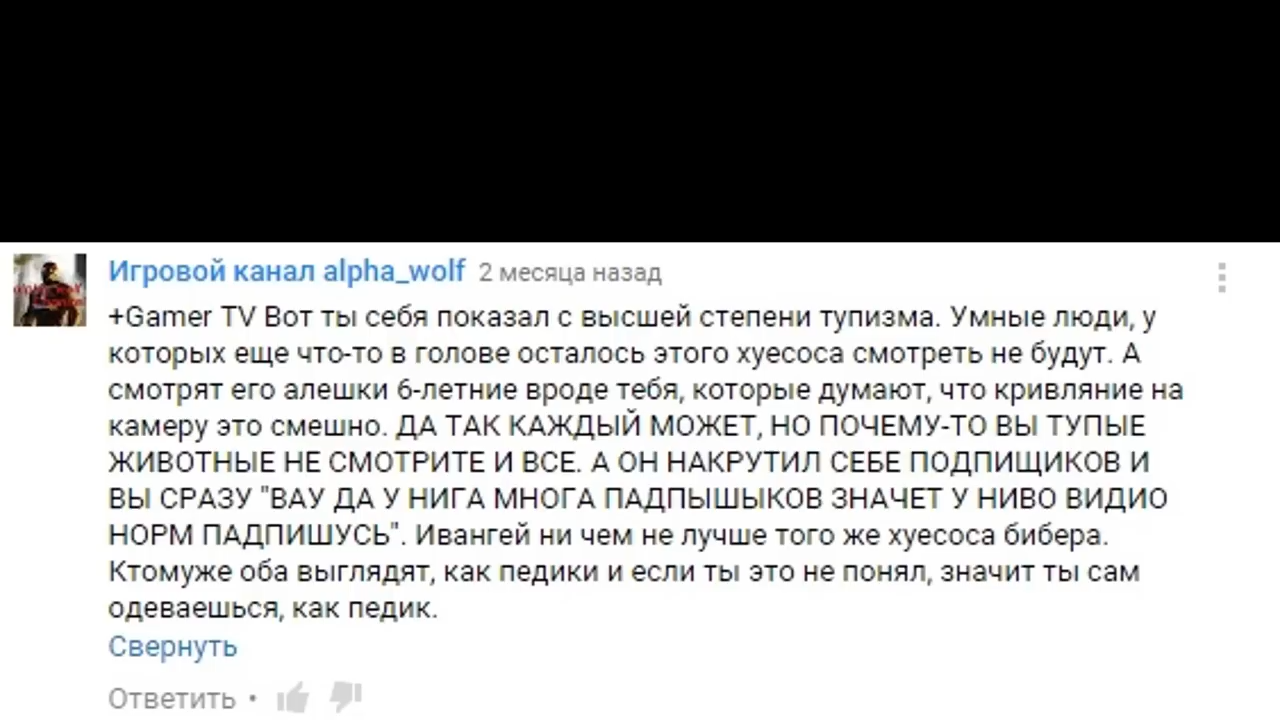 Игровой канал alpha_wolf 2 месяца назад
+Gamer TV Вот ты себя показал с высшей степени тупизма. Умные люди, у
которых еще что-то в голове осталось этого хуесоса смотреть не будут. А
смотрят его алешки 6-летние вроде тебя, которые думают, что кривляние на
камеру это смешно. ДА ТАК КАЖДЫЙ МОЖЕТ, НО ПОЧЕМУ-ТО ВЫ ТУПЫЕ
ЖИВОТНЫЕ НЕ СМОТРИТЕ И ВСЕ. А ОН НАКРУТИЛ СЕБЕ ПОДПИЩИКОВ И
ВЫ СРАЗУ "ВАУ ДА У НИГА МНОГА ПАДПЫШЫКОВ ЗНАЧЕТ У НИВО ВИДИО
НОРМ ПАДПИШУСЬ". Ивангей ни чем не лучше того же хуесоса бибера.
Ктомуже оба выглядят, как педики и если ты это не понял, значит ты сам
одеваешься, как педик.
Свернуть
Ответить •